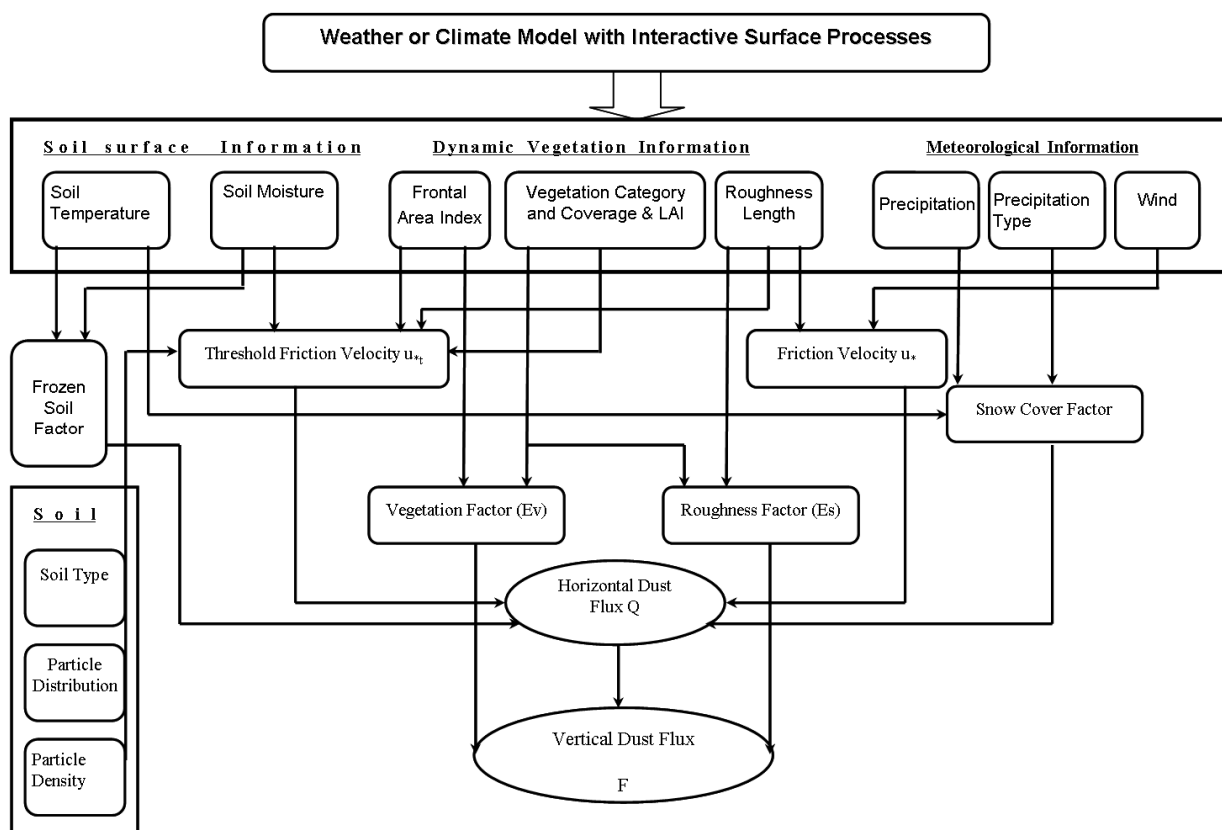 Weather or Climate Model with Interactive Surface Processes
Soil surface Information
Dynamic Vegetation Information
Meteorological Information
Soil
Temperature
Soil Moisture
Frontal
Area Index
Vegetation Category
and Coverage & LAI
Roughness
Length
Precipitation
Precipitation
Type
Wind
Frozen
Soil
Factor
Threshold Friction Velocity u*t
Friction Velocity u*
Snow Cover Factor
Vegetation Factor (Ev)
Roughness Factor (Es)
Soil
Soil Type
Particle
Distribution
Particle
Density
Horizontal Dust
Flux Q
Vertical Dust Flux
F